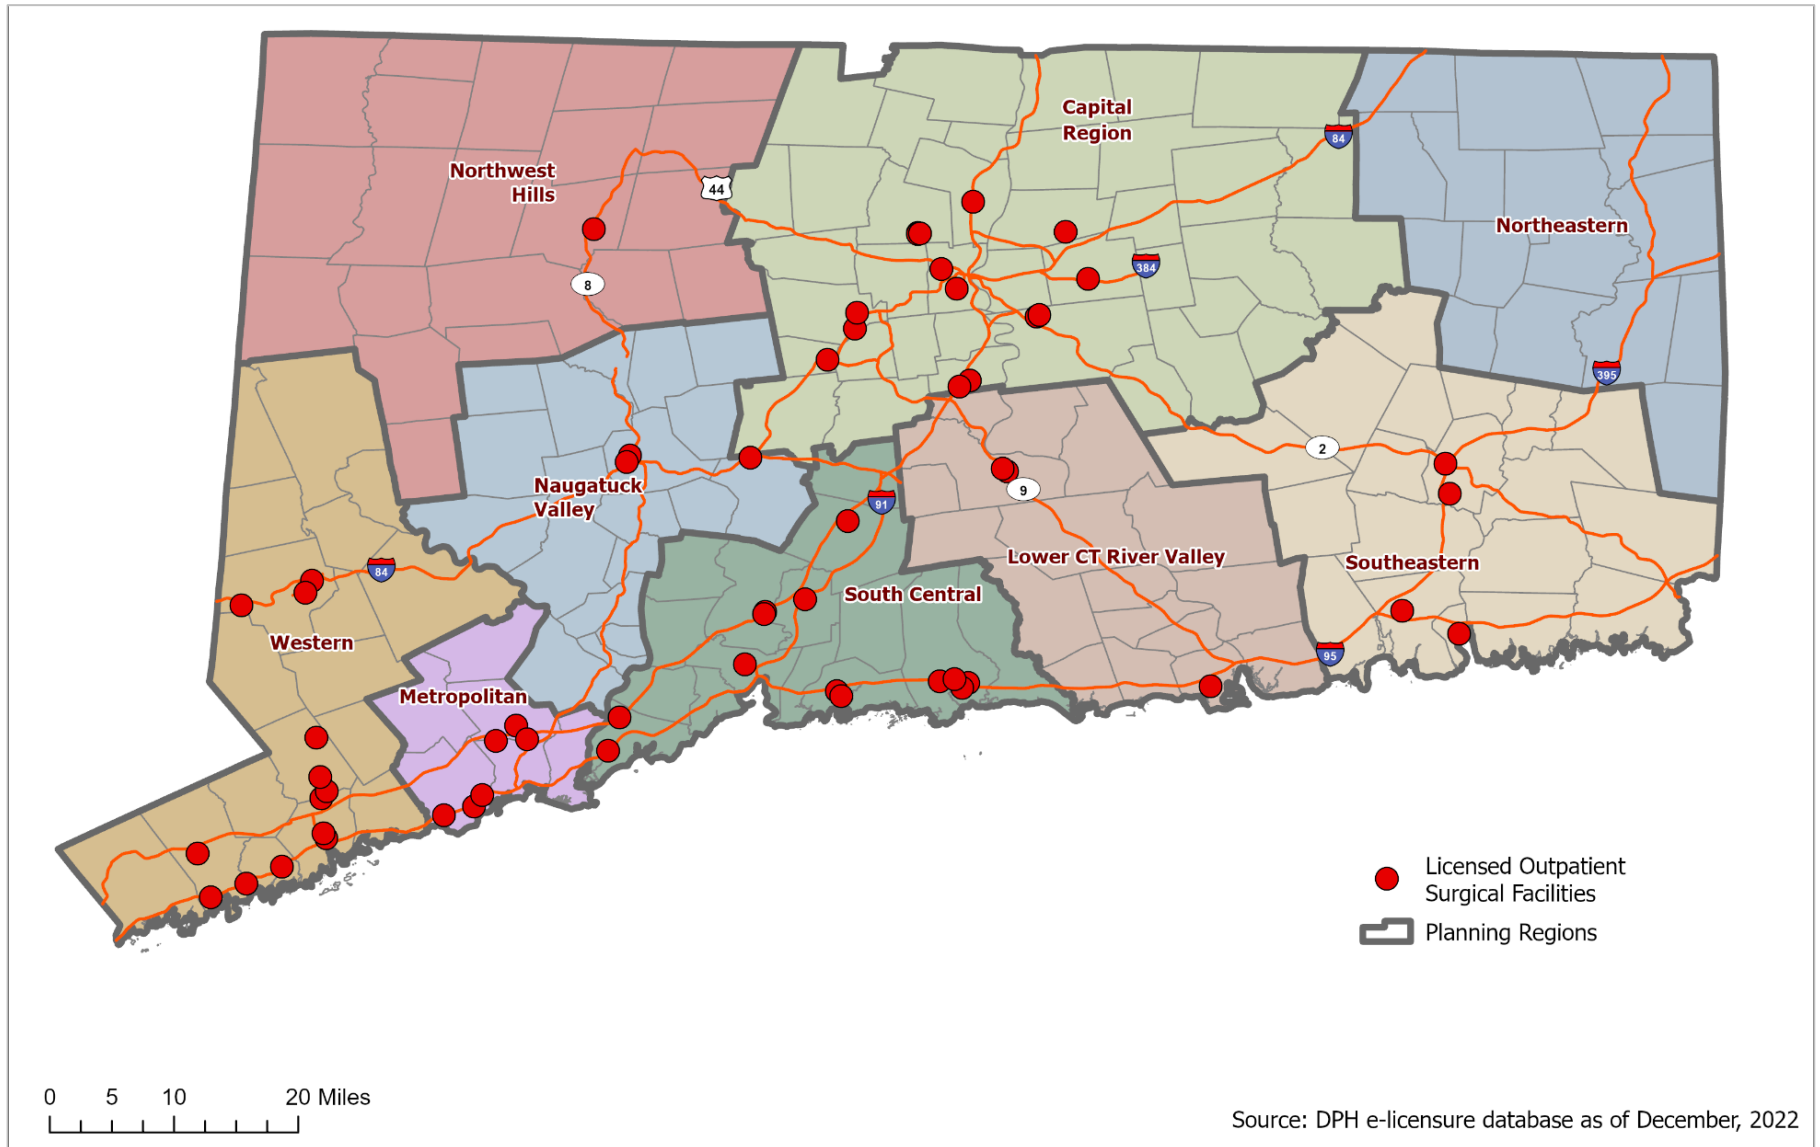 Capital
Region
84
Northwest
Hills
44
Northeastern
384
8
395
2
Naugatuck
Valley
9
91
Lower CT River Valley
Southeastern
84
South Central
Western
95
Metropolitan
Licensed Outpatient
Surgical Facilities
Planning Regions
0 5 10 20 Miles
Source: DPH e-licensure database as of December, 2022